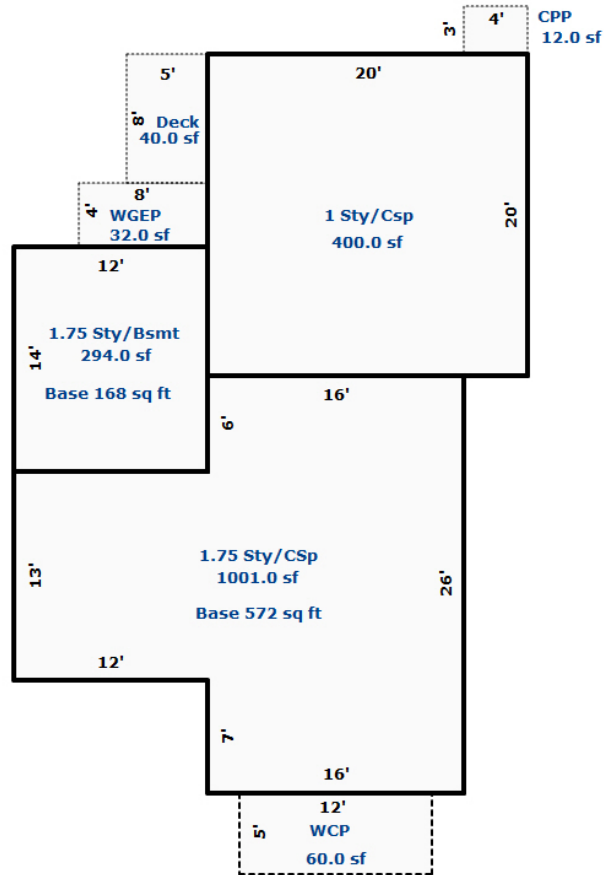 4' CPP
3' 12.0 sf
5' 20'
8' Deck
40.0 sf
8'
4' WGEP
32.0 sf
1 Sty/Csp
400.0 sf
20'
12'
1.75 Sty/Bsmt
14' 294.0 sf
Base 168 sq ft
16'
6'
1.75 Sty/CSp
13' 1001.0 sf 26'
Base 572 sq ft
12'
7'
16'
12'
5' WCP
60.0 sf